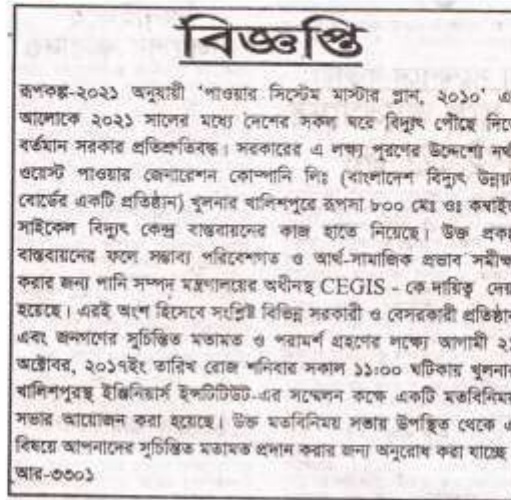 বিজ্ঞপ্তি
রূপকল্প-২০২১ অনুযায়ী ‘পাওয়ার সিস্টেম মাস্টার প্লান, ২০১০’ এ
আলোকে ২০২১ সালের মধ্যে দেশের সকল ঘরে বিদ্যুৎ পৌছে দিতে
বর্তমান সরকার প্রতিশ্রুতিবদ্ধ। সরকারের এ লক্ষ্য পূরণের উদ্দেশ্যে নর্থ
ওয়েস্ট পাওয়ার জেনারেশন কোম্পানি লিঃ (বাংলাদেশ বিদ্যুৎ উন্নয়ন
বোর্ডের একটি প্রতিষ্ঠান) খুলনার খালিশপুরে রূপসা ৮০০ মেঃ ওঃ কম্বাইন্ড
সাইকেল বিদ্যুৎ কেন্দ্র বাস্তবায়নের কাজ হাতে নিয়েছে। উক্ত প্রকল্প
বাস্তবায়নের ফলে সম্ভাব্য পরিবেশগত ও আর্থ-সামাজিক প্রভাব সমীক্ষা
করার জন্য পানি সম্পদ মন্ত্রণালয়ের অধীনস্থ CEGIS - কে দায়িত্ব দেয়া
হয়েছে। এরই অংশ হিসেবে সংশ্লিষ্ট বিভিন্ন সরকারী ও বেসরকারী প্রতিষ্ঠান
এবং জনগণের সুচিন্তিত মতামত ও পরামর্শ গ্রহণের লক্ষ্যে আগামী ২১
অক্টোবর, ২০১৭ইং তারিখ রোজ শনিবার সকাল ১১:০০ ঘটিকায় খুলনার
খালিশপুরস্থ ইঞ্জিনিয়ার্স ইন্সটিটিউট-এর সম্মেলন কক্ষে একটি মতবিনিময়
সভার আয়োজন করা হয়েছে। উক্ত মতবিনিময় সভায় উপস্থিত থেকে এ
বিষয়ে আপনাদের সুচিন্তিত মতামত প্রদান করার জন্য অনুরোধ করা যাচ্ছে।
আর-৩৩০১